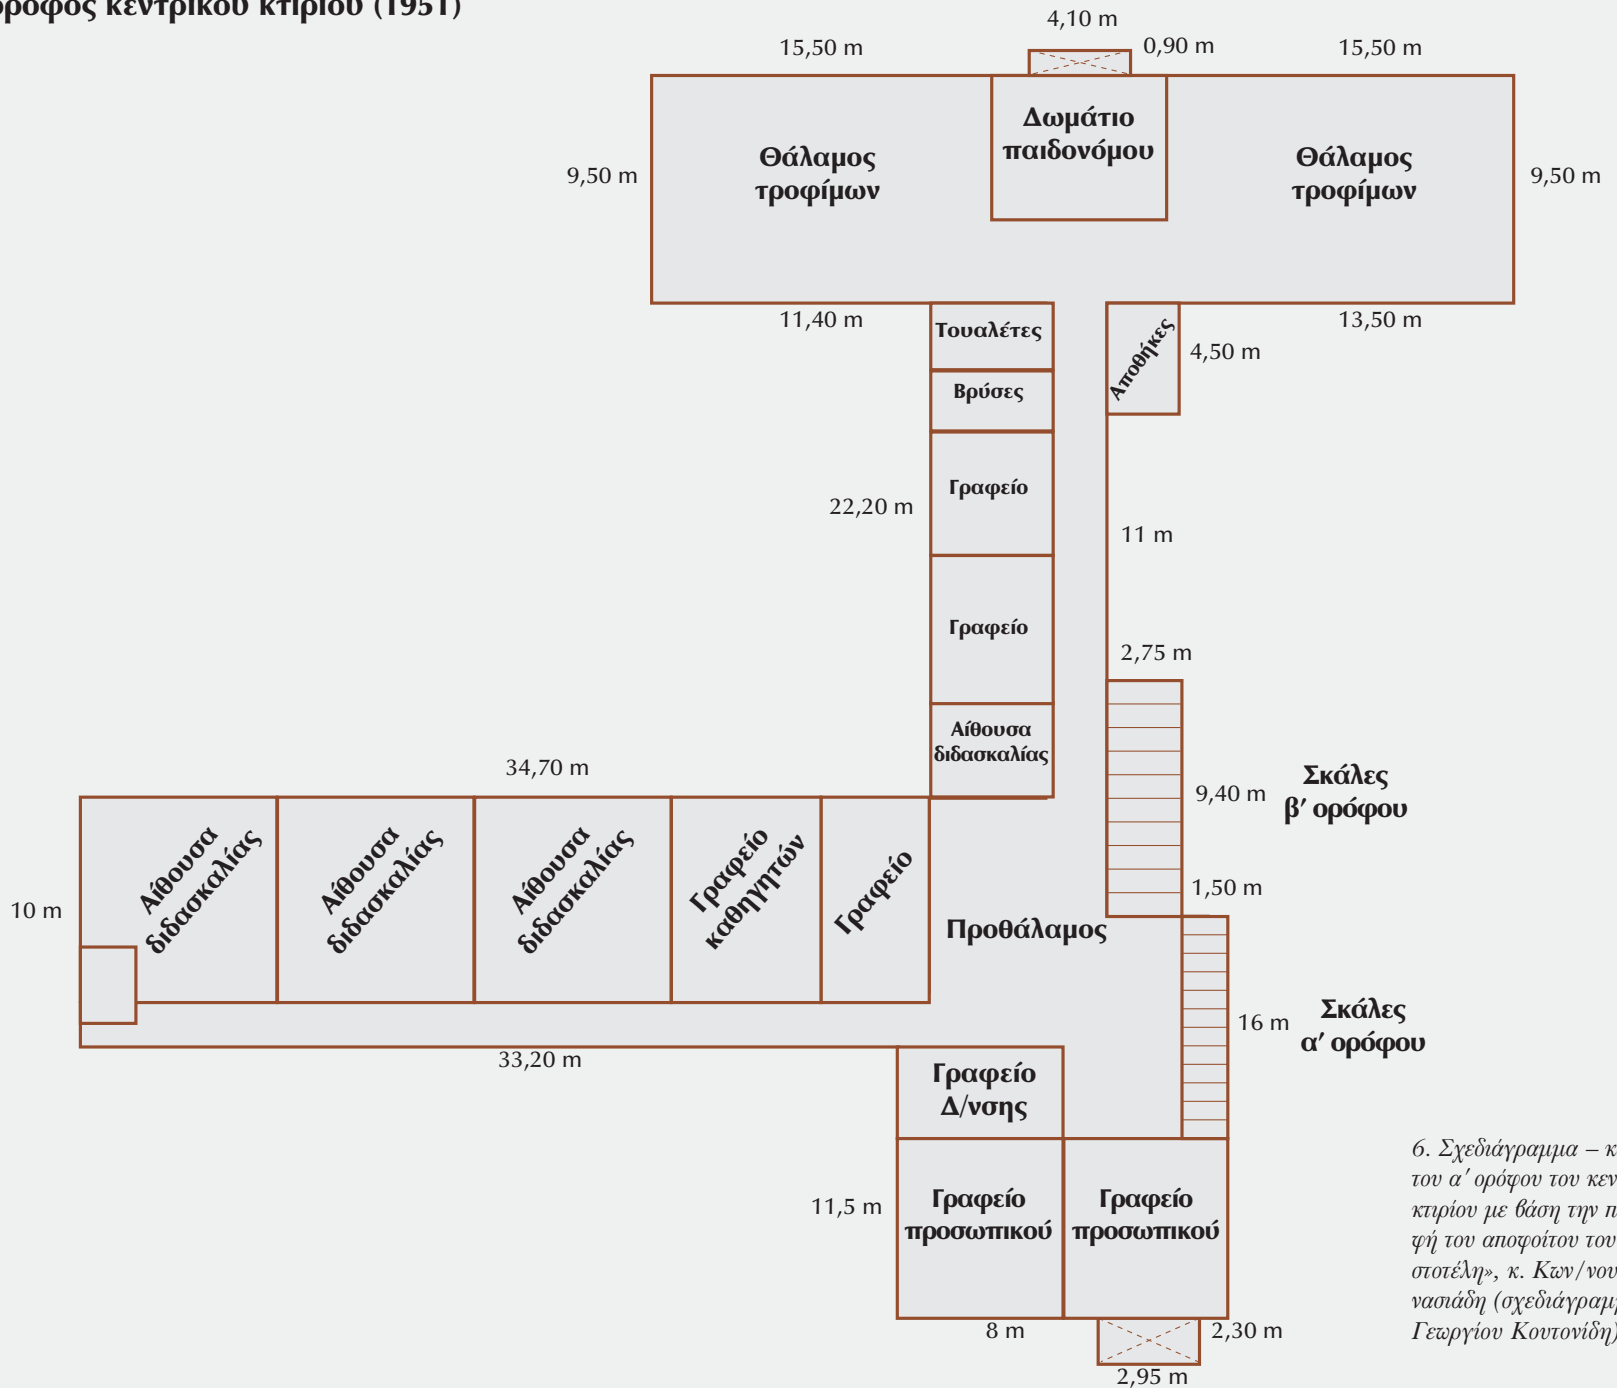 κεντρικού κτιρίου (1951)
4,10 m
15,50 m
0,90 m
15,50 m
Δωμάτιο
παιδονόμου
Θάλαμος
τροφίμων
Θάλαμος
τροφίμων
9,50 m
9,50 m
11,40 m
13,50 m
Τουαλέτες
Αποθήκες
4,50 m
Βρύσες
Γραφείο
22,20 m
11 m
Γραφείο
2,75 m
Αίθουσα
διδασκαλίας
34,70 m
9,40 m
Σκάλες
β′ ορόφου
Αίθουσα
διδασκαλίας
Αίθουσα
διδασκαλίας
Αίθουσα
διδασκαλίας
Γραφείο
καθηγητών
Γραφείο
1,50 m
10 m
Προθάλαμος
16 m
Σκάλες
α′ ορόφου
33,20 m
Γραφείο
Δ/νσης
11,5 m
Γραφείο
προσωπικού
Γραφείο
προσωπικού
8 m
2,30 m
2,95 m
6. Σχεδιάγραμμα –
του α′ ορόφου του
κτιρίου με βάση την
φή του αποφοίτου του
στοτέλη», κ. Κων/νου
νασιάδη
Γεωργίου Κουτονίδη)